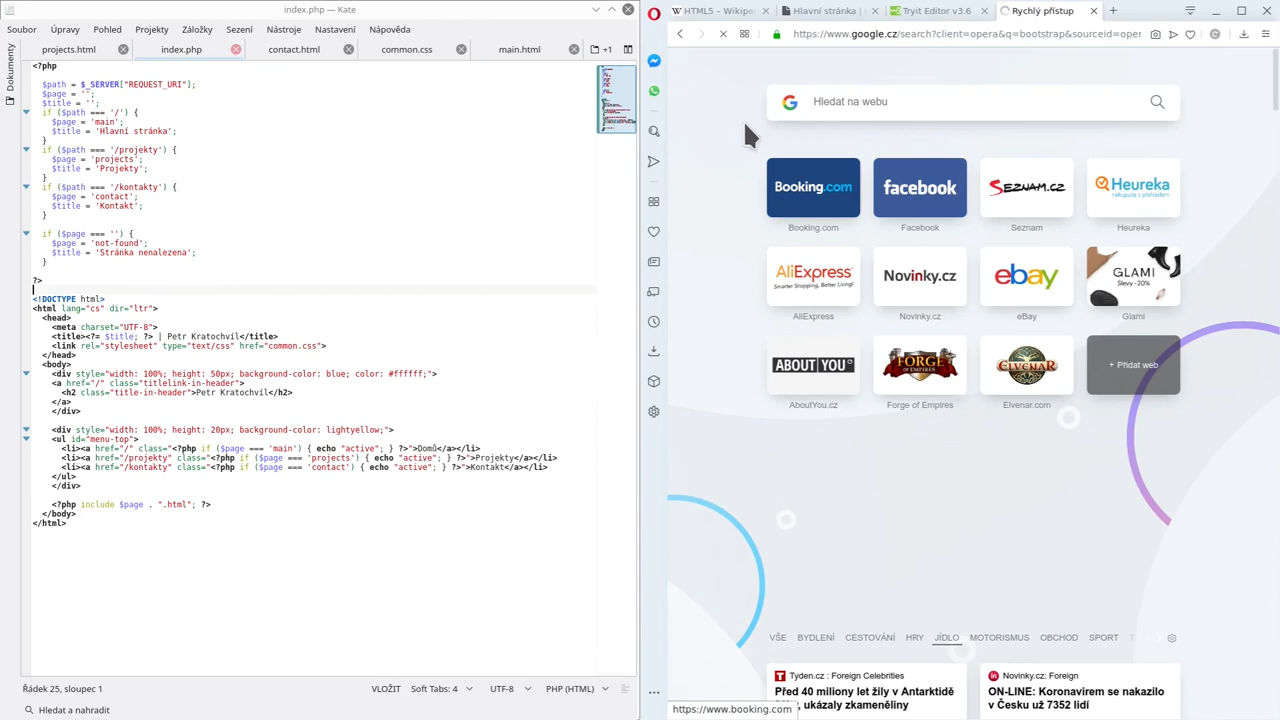 index.php — Kate
Soubor Úpravy Pohled Projekty Záložky Sezení Nástroje Nastavení Nápověda
projects.html index.php contact.html common.css main.html +1
Dokumenty
<?php
$path = $_SERVER["REQUEST_URI"];
$page = '';
$title = '';
if ($path === '/') {
$page = 'main';
$title = 'Hlavní stránka';
}
if ($path === '/projekty') {
$page = 'projects';
$title = 'Projekty';
}
if ($path === '/kontakty') {
$page = 'contact';
$title = 'Kontakt';
}
if ($page === '') {
$page = 'not-found';
$title = 'Stránka nenalezena';
}
?>
<!DOCTYPE html>
<html lang="cs" dir="ltr">
<head>
<meta charset="UTF-8">
<title><?= $title; ?> | Petr Kratochvíl</title>
<link rel="stylesheet" type="text/css" href="common.css">
</head>
<body>
<div style="width: 100%; height: 50px; background-color: blue; color: #ffffff;">
<a href="/" class="titlelink-in-header">
<h2 class="title-in-header">Petr Kratochvíl</h2>
</a>
</div>
<div style="width: 100%; height: 20px; background-color: lightyellow;">
<ul id="menu-top">
<li><a href="/" class="<?php if ($page === 'main') { echo "active"; } ?>">Domů</a></li>
<li><a href="/projekty" class="<?php if ($page === 'projects') { echo "active"; } ?>">Projekty</a></li>
<li><a href="/kontakty" class="<?php if ($page === 'contact') { echo "active"; } ?>">Kontakt</a></li>
</ul>
</div>
<?php include $page . ".html"; ?>
</body>
</html>
Řádek 25, sloupec 1 VLOŽIT Soft Tabs: 4 UTF-8 PHP (HTML)
Hledat a nahradit
HTML5 – Wikipe Hlavní stránka | Tryit Editor v3.6 Rychlý přístup
https://www.google.cz/search?client=opera&q=bootstrap&sourceid=oper
Hledat na webu
Booking.com facebook SEZNAM.CZ Heureka
nakupujte s přehledem
Booking.com Facebook Seznam Heureka
AliExpress Novinky.cz ebay GLAMI
Smarter Shopping, Better Living! Slevy -20%
AliExpress Novinky.cz eBay Glami
ABOUT YOU FORGE OF EMPIRES ELVENAR + Přidat web
AboutYou.cz Forge of Empires Elvenar.com
VŠE BYDLENÍ CESTOVÁNÍ HRY JÍDLO MOTORISMUS OBCHOD SPORT
Tyden.cz : Foreign Celebrities
Před 40 miliony let žily v Antarktidě
ukázaly zkameněliny
Novinky.cz: Foreign
ON-LINE: Koronavirem se nakazilo
v Česku už 7352 lidí
https://www.booking.com